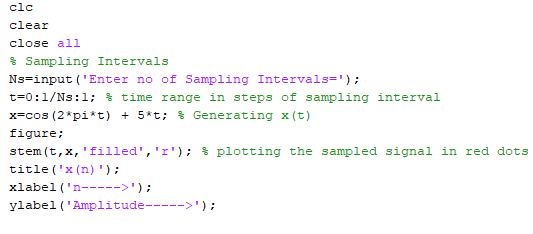 clc
clear
close all
% Sampling Intervals
Ns=input('Enter no of Sampling Intervals=');
t=0:1/Ns:1; % time range in steps of sampling interval
x=cos(2*pi*t) + 5*t; % Generating x(t)
figure;
stem(t,x,'filled','r'); % plotting the sampled signal in red dots
title('x(n)');
xlabel('n----->');
ylabel('Amplitude----->');